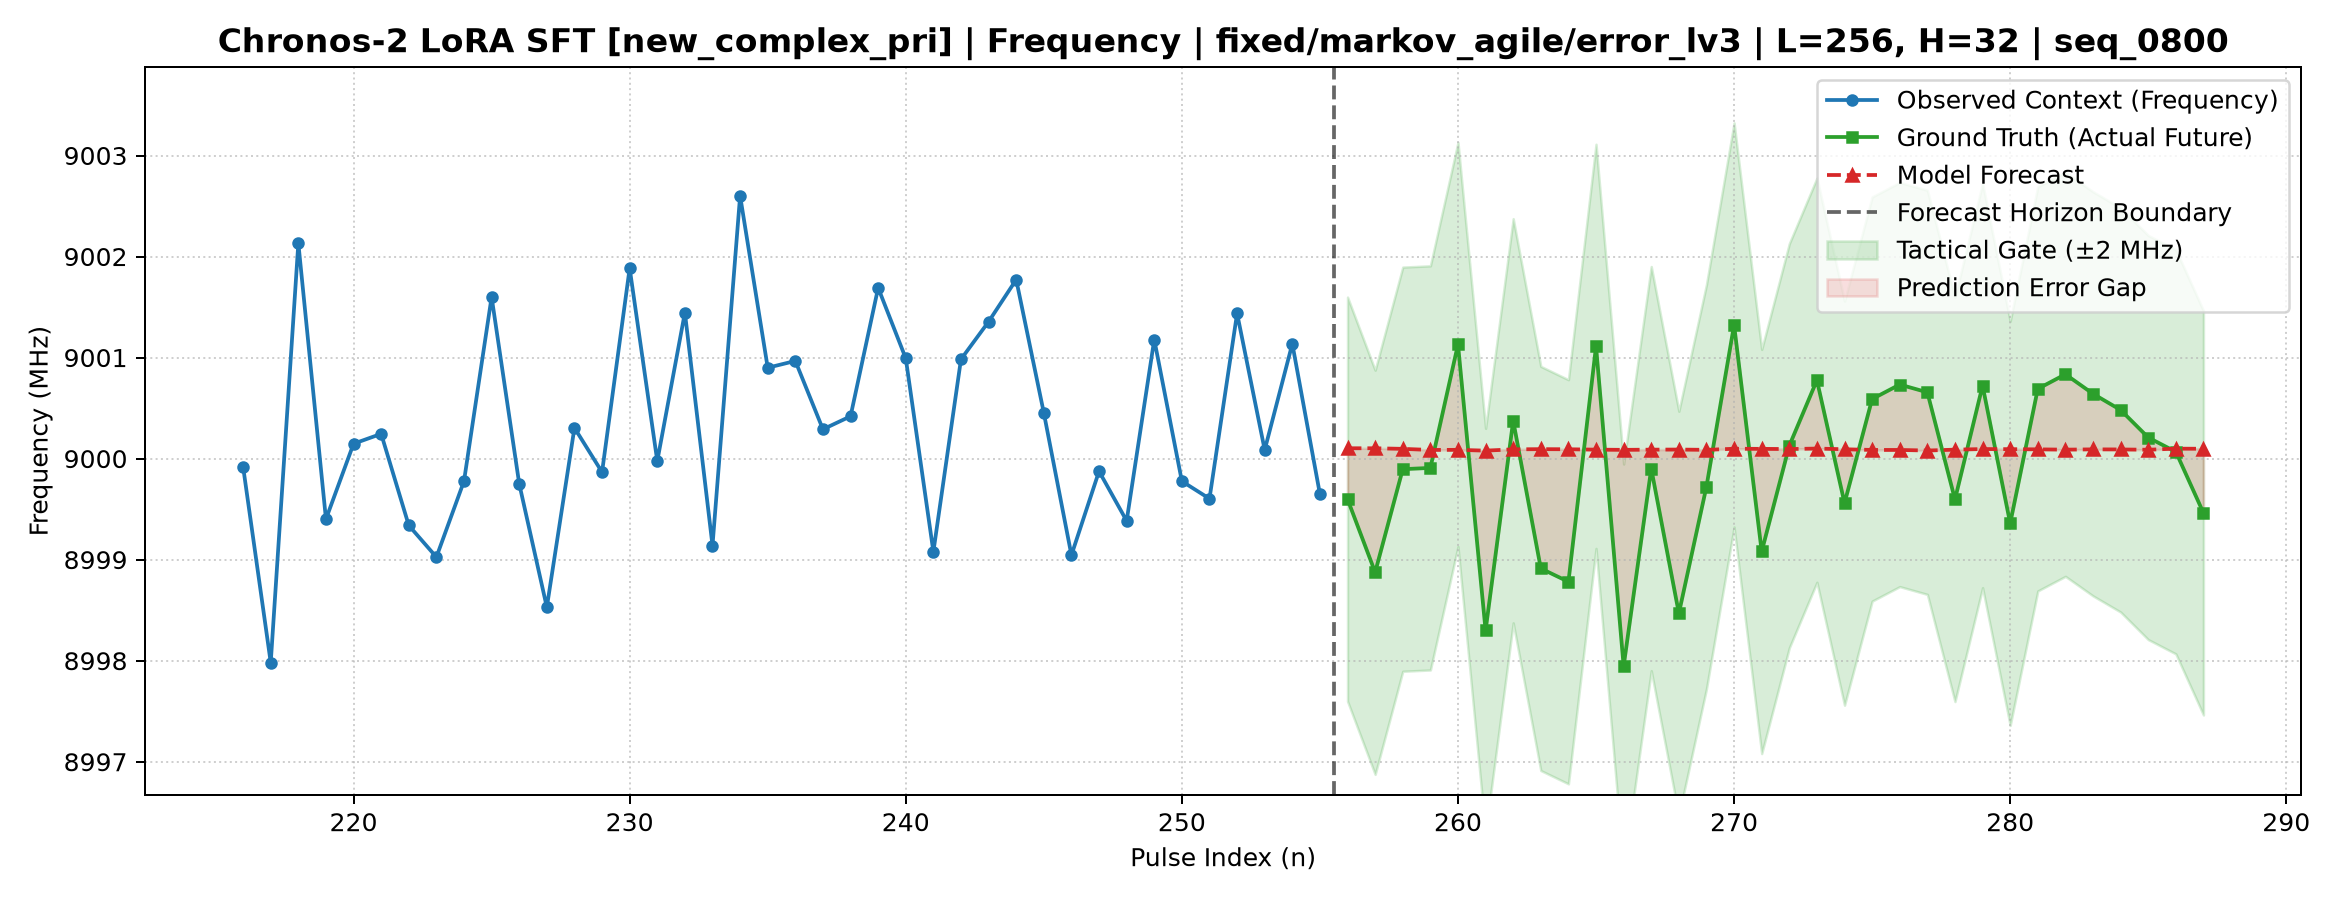 Chronos-2 LoRA SFT [new_complex_pri] | Frequency | fixed/markov_agile/error_lv3 | L=256, H=32 | seq_0800
Observed Context (Frequency)
Ground Truth (Actual Future)
Model Forecast
Forecast Horizon Boundary
Tactical Gate (±2 MHz)
Prediction Error Gap
Frequency (MHz)
9003
9002
9001
9000
8999
8998
8997
220 230 240 250 260 270 280 290
Pulse Index (n)